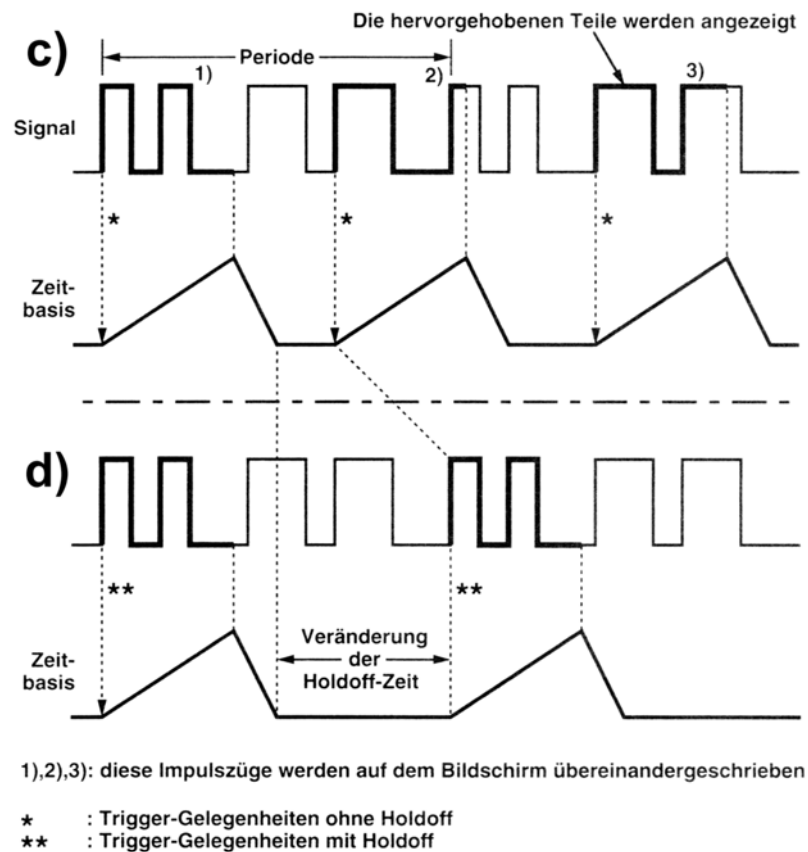 Die hervorgehobenen Teile werden angezeigt
c)
Periode
1)
2)
3)
Signal
*
*
*
Zeit-
basis
d)
**
**
Veränderung
der
Holdoff-Zeit
Zeit-
basis
1),2),3): diese Impulszüge werden auf dem Bildschirm übereinandergeschrieben
* : Trigger-Gelegenheiten ohne Holdoff
** : Trigger-Gelegenheiten mit Holdoff